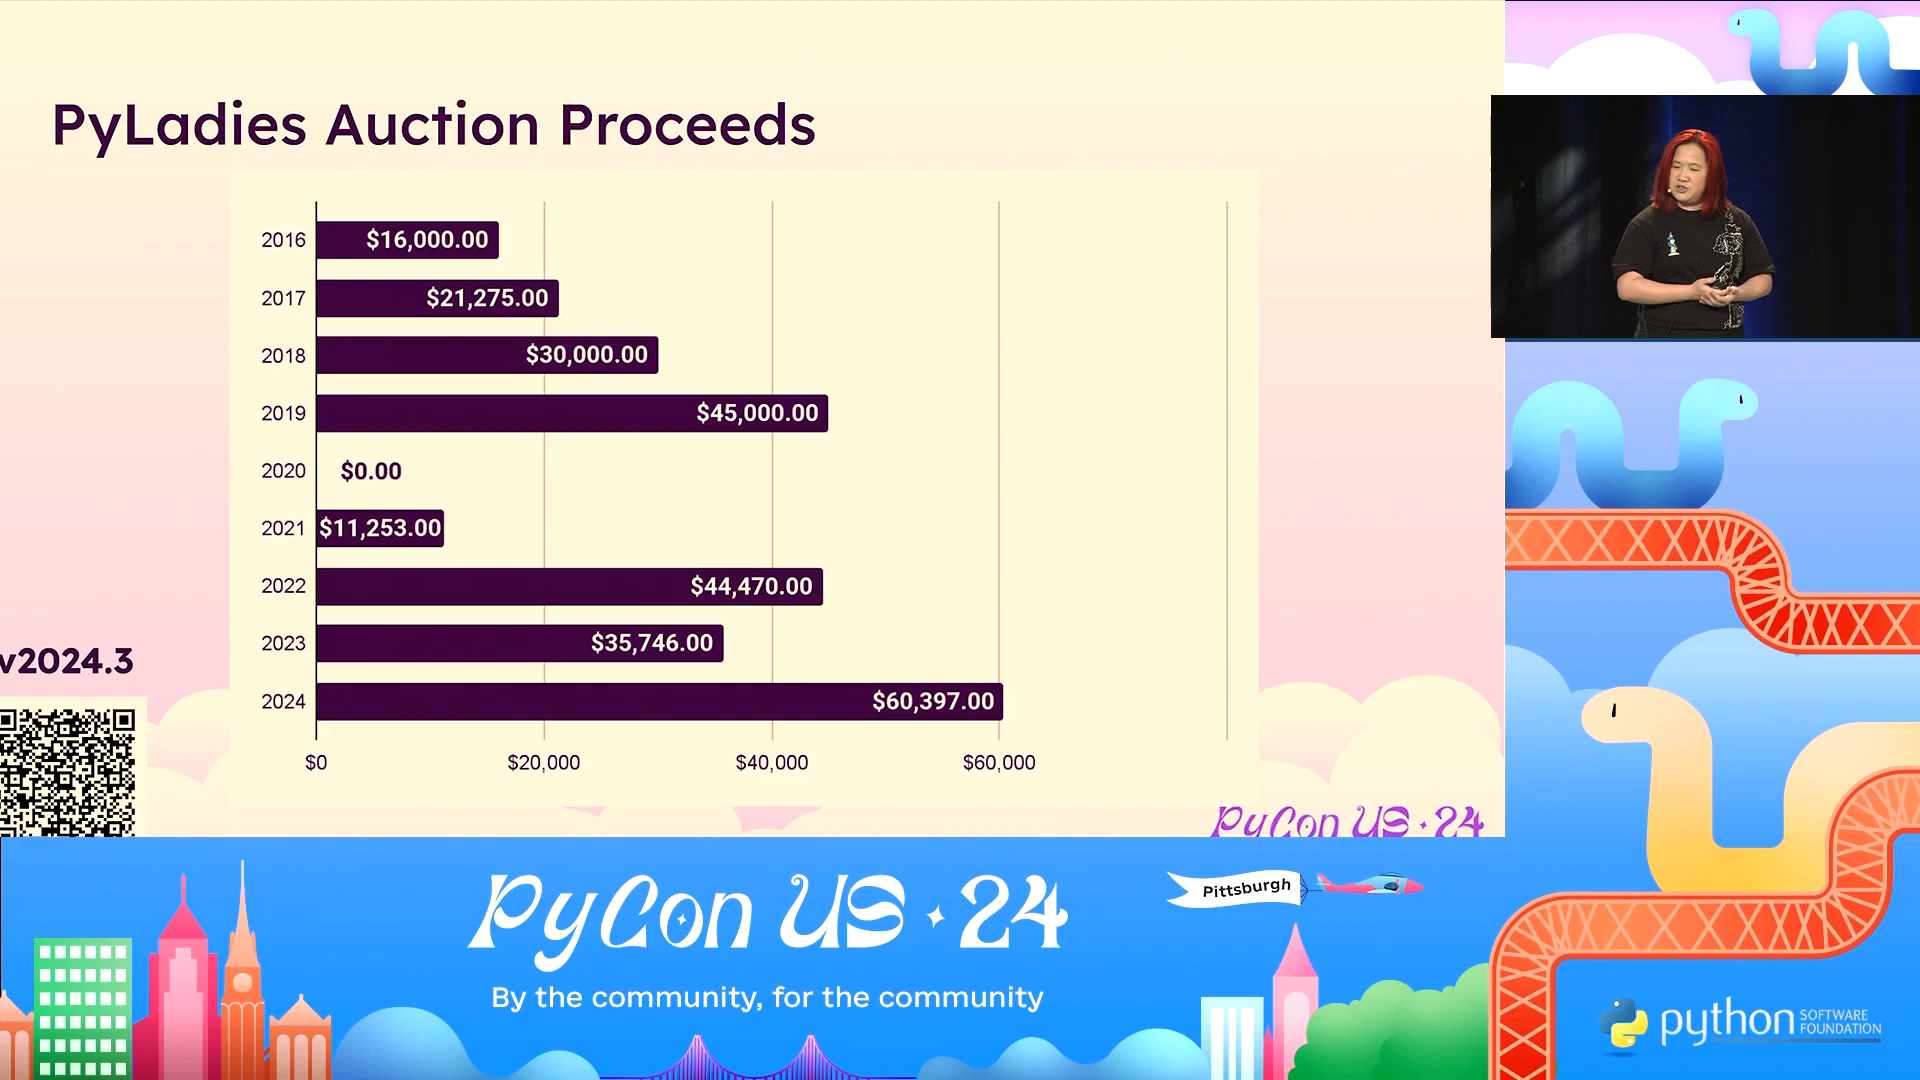 PyLadies Auction Proceeds
2016 $16,000.00
2017 $21,275.00
2018 $30,000.00
2019 $45,000.00
2020 $0.00
2021 $11,253.00
2022 $44,470.00
2023 $35,746.00
2024 $60,397.00
$0 $20,000 $40,000 $60,000
v2024.3
PyCon US 24
PyCon US 24
By the community, for the community
Pittsburgh
python SOFTWARE
FOUNDATION